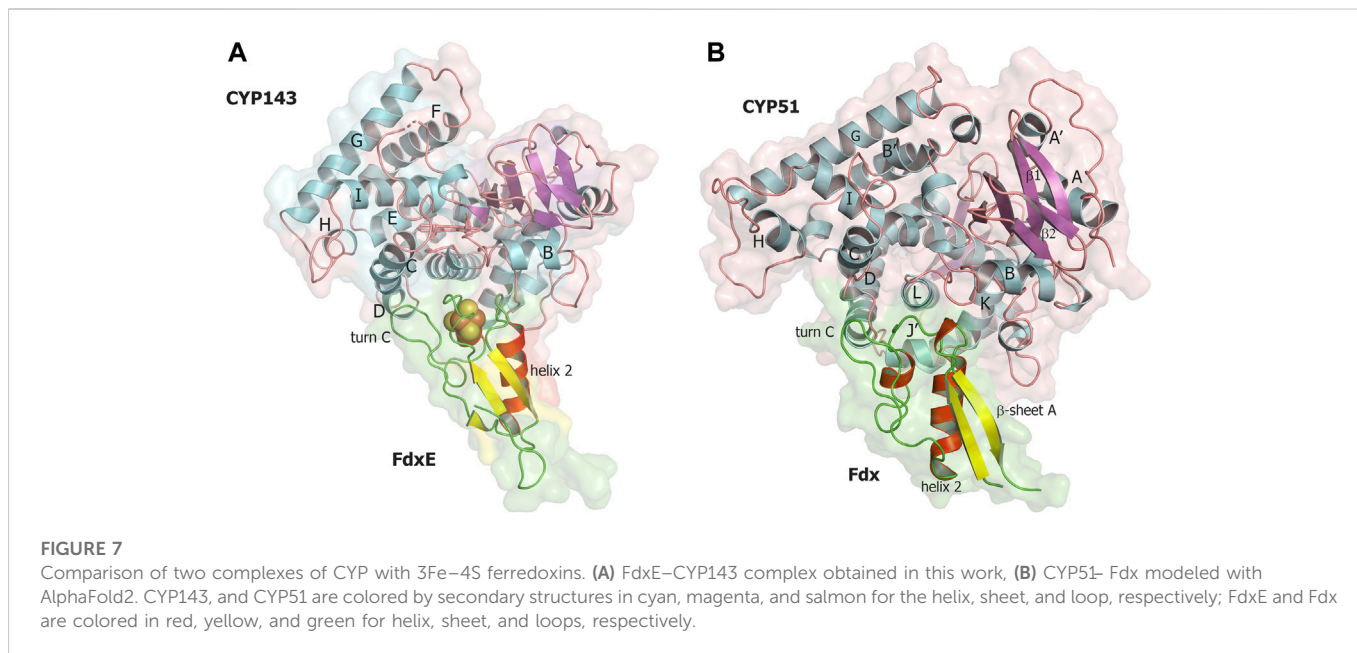 A
CYP143
F
G
I
E
H
C
B
D
turn C
helix 2
FdxE
B
CYP51
G
B′
A′
A
β1
I
β2
H
C
B
D
L
K
J′
turn C
β-sheet A
Fdx
helix 2
FIGURE 7
Comparison of two complexes of CYP with 3Fe–4S ferredoxins. (A) FdxE–CYP143 complex obtained in this work, (B) CYP51– Fdx modeled with
AlphaFold2. CYP143, and CYP51 are colored by secondary structures in cyan, magenta, and salmon for the helix, sheet, and loop, respectively; FdxE and Fdx
are colored in red, yellow, and green for helix, sheet, and loops, respectively.